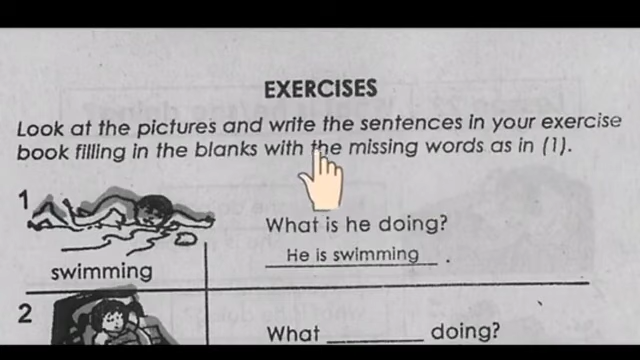 EXERCISES
Look at the pictures and write the sentences in your exercise
book filling in the blanks with the missing words as in (1).
1
What is he doing?
He is swimming .
swimming
2
What ________ doing?